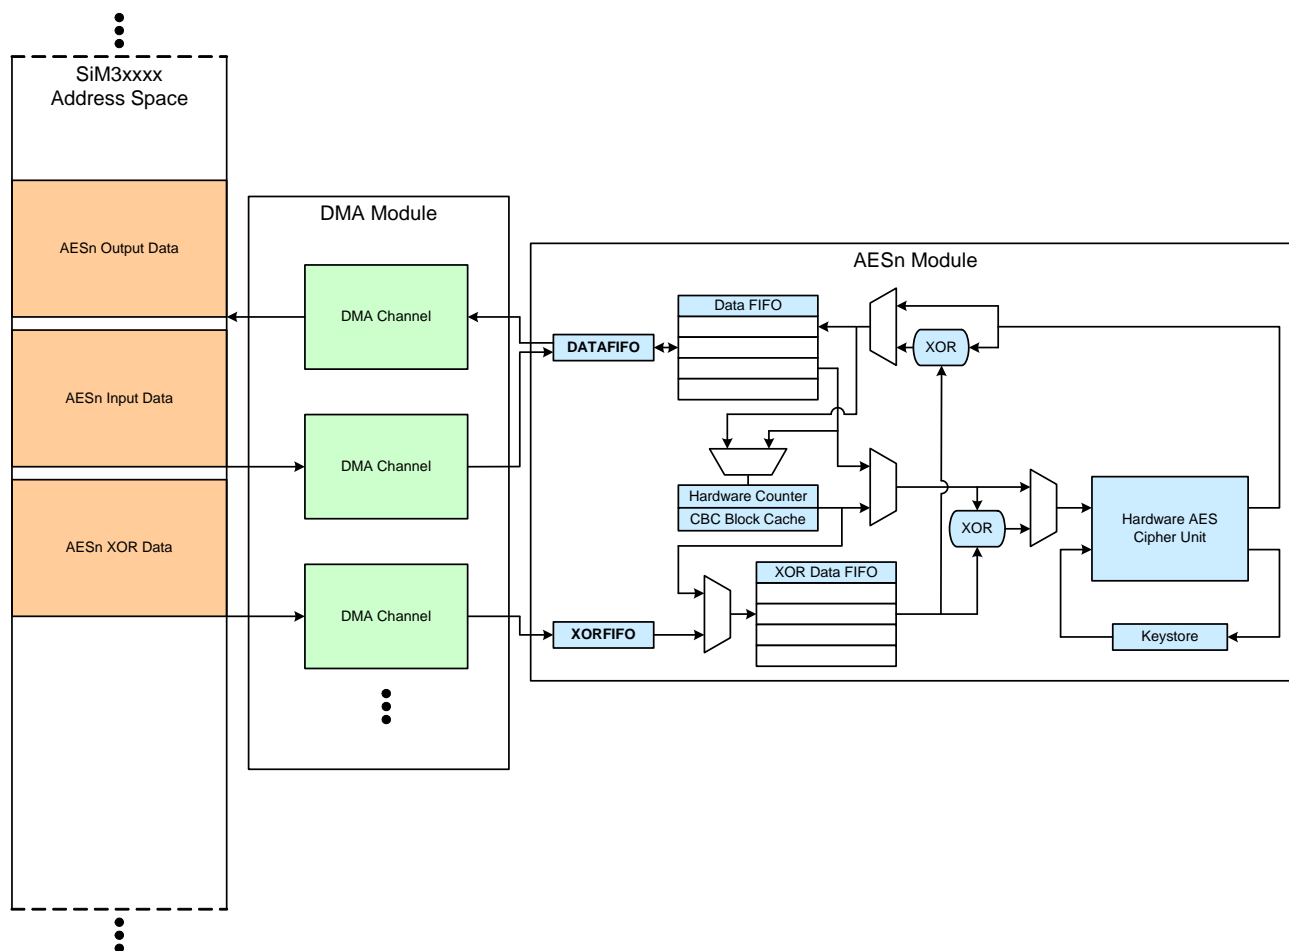 SiM3xxxx
Address Space
AESn Output Data
AESn Input Data
AESn XOR Data
DMA Module
DMA Channel
DMA Channel
DMA Channel
AESn Module
DATAFIFO
Data FIFO
XOR
Hardware Counter
CBC Block Cache
XOR
Hardware AES
Cipher Unit
XOR Data FIFO
XORFIFO
Keystore